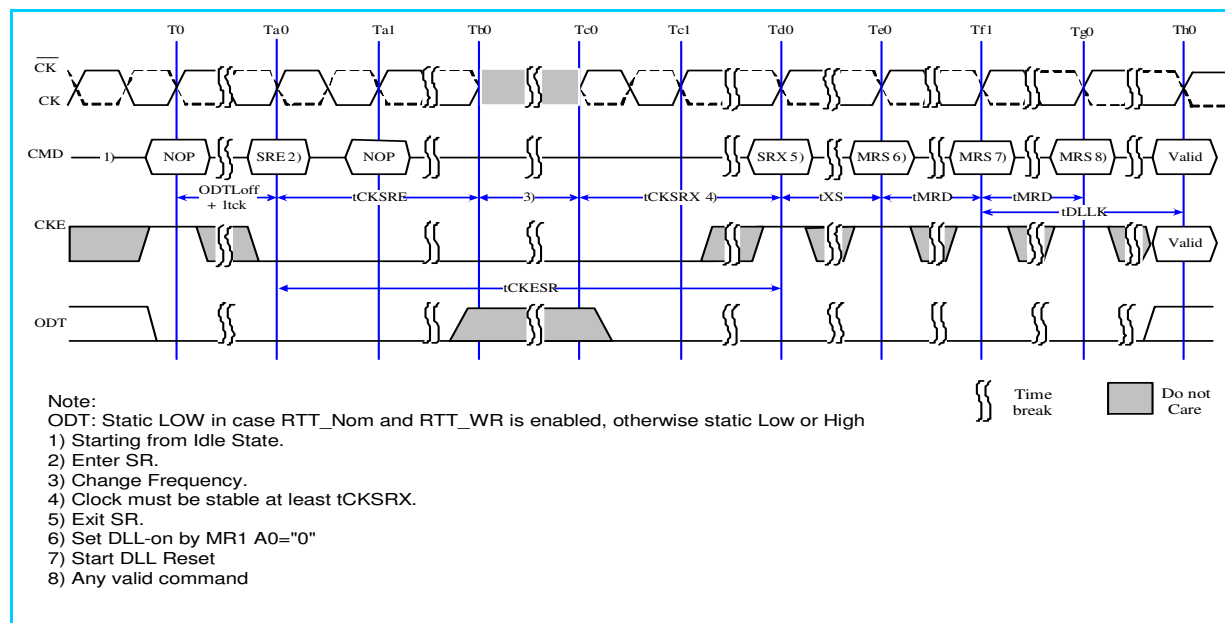 T0 Ta0 Ta1 Tb0 Tc0 Tc1 Td0 Te0 Tf1 Tg0 Th0
CK
CK
CMD 1) NOP SRE 2) NOP SRX 5) MRS 6) MRS 7) MRS 8) Valid
ODTLoff
+ 1tck
tCKSRE 3) tCKSRX 4) tXS tMRD tMRD
tDLLK
CKE Valid
tCKESR
ODT
Time
break
Do not
Care
Note:
ODT: Static LOW in case RTT_Nom and RTT_WR is enabled, otherwise static Low or High
1) Starting from Idle State.
2) Enter SR.
3) Change Frequency.
4) Clock must be stable at least tCKSRX.
5) Exit SR.
6) Set DLL-on by MR1 A0="0"
7) Start DLL Reset
8) Any valid command